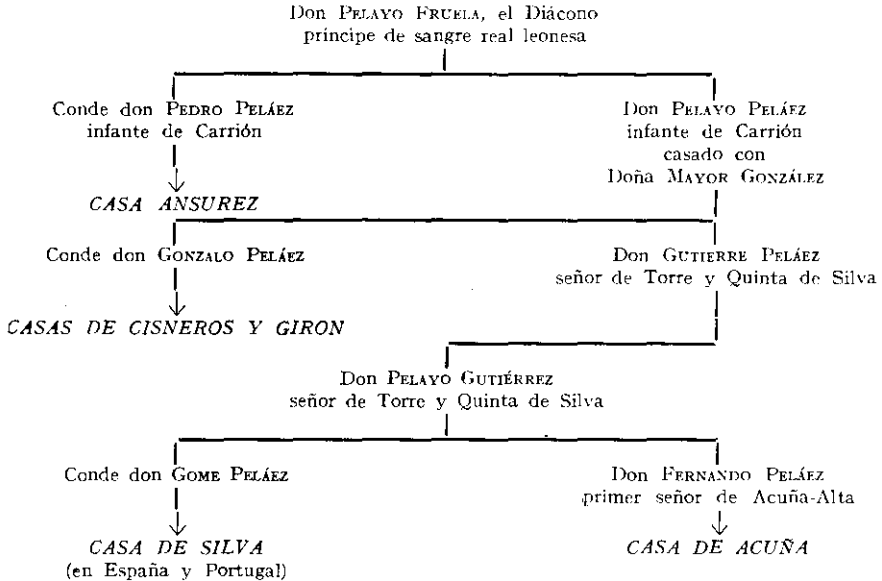 Don PELAYO FRUELA, el Diácono
príncipe de sangre real leonesa
Conde don PEDRO PELÁEZ
infante de Carrión
CASA ANSUREZ
Don PELAYO PELÁEZ
infante de Carrión
casado con
Doña MAYOR GONZÁLEZ
Conde don GONZALO PELÁEZ
CASAS DE CISNEROS Y GIRON
Don GUTIERRE PELÁEZ
señor de Torre y Quinta de Silva
Don PELAYO GUTIÉRREZ
señor de Torre y Quinta de Silva
Conde don GOME PELÁEZ
CASA DE SILVA
(en España y Portugal)
Don FERNANDO PELÁEZ
primer señor de Acuña-Alta
CASA DE ACUÑA